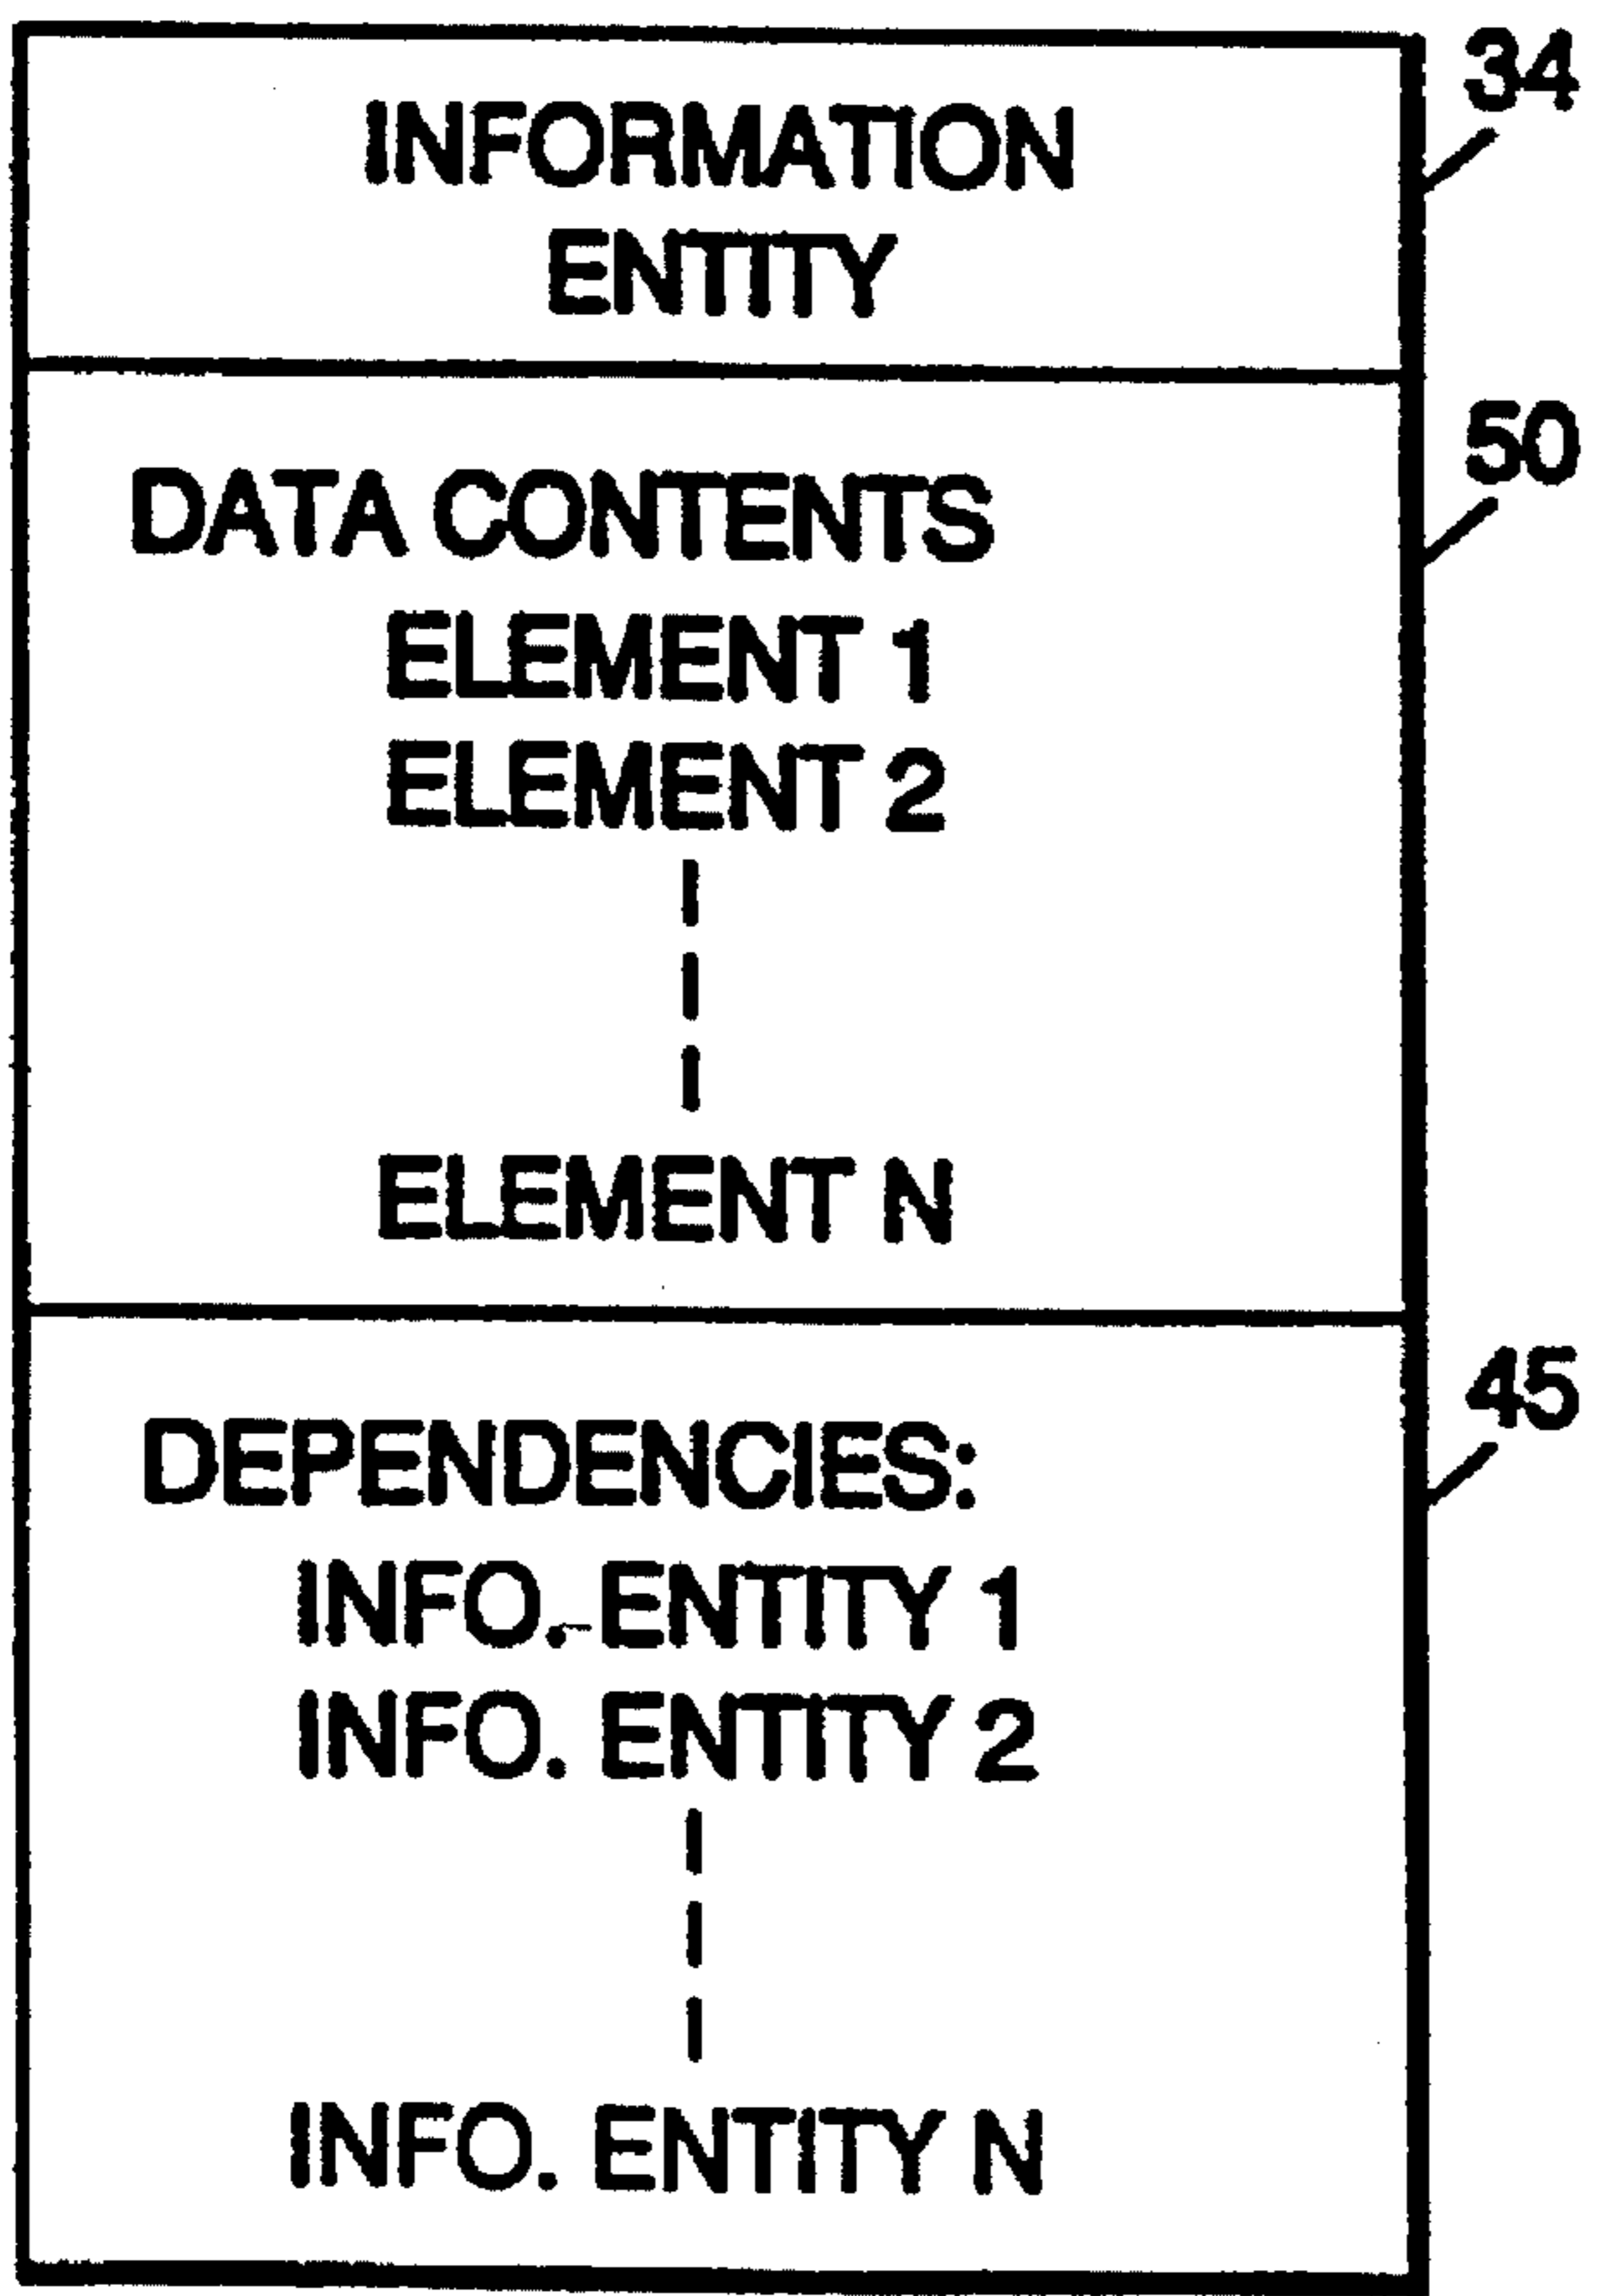 34
INFORMATION
ENTITY
50
DATA CONTENTS
ELEMENT 1
ELEMENT 2
ELEMENT N
45
DEPENDENCIES:
INFO. ENTITY 1
INFO. ENTITY 2
INFO. ENTITY N